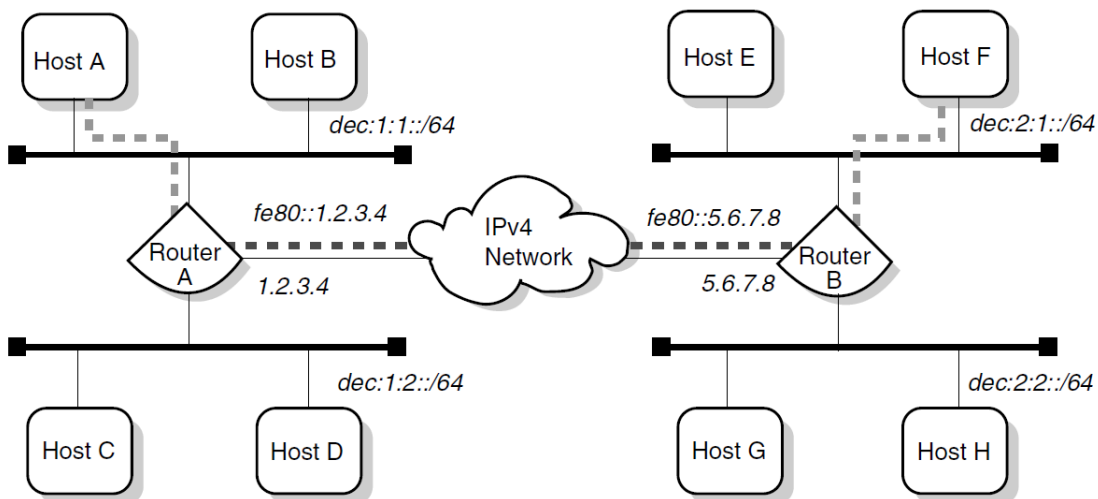 Host A
Host B
Host E
Host F
dec:1:1::/64
dec:2:1::/64
fe80::1.2.3.4
IPv4
Network
fe80::5.6.7.8
Router
A
Router
B
1.2.3.4
5.6.7.8
dec:1:2::/64
dec:2:2::/64
Host C
Host D
Host G
Host H